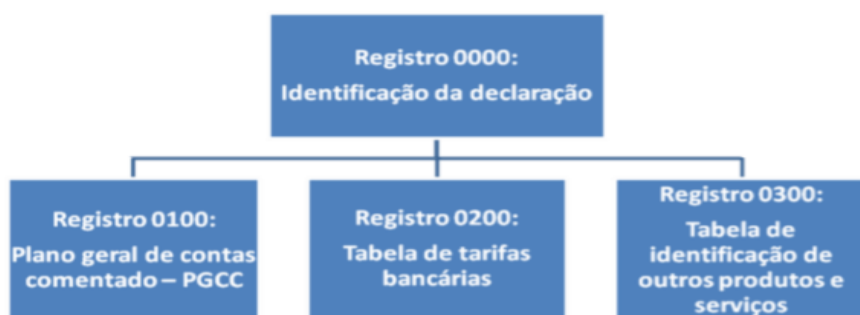 Registro 0000:
Identificação da declaração
Registro 0100:
Plano geral de contas
comentado – PGCC
Registro 0200:
Tabela de tarifas
bancárias
Registro 0300:
Tabela de
identificação de
outros produtos e
serviços